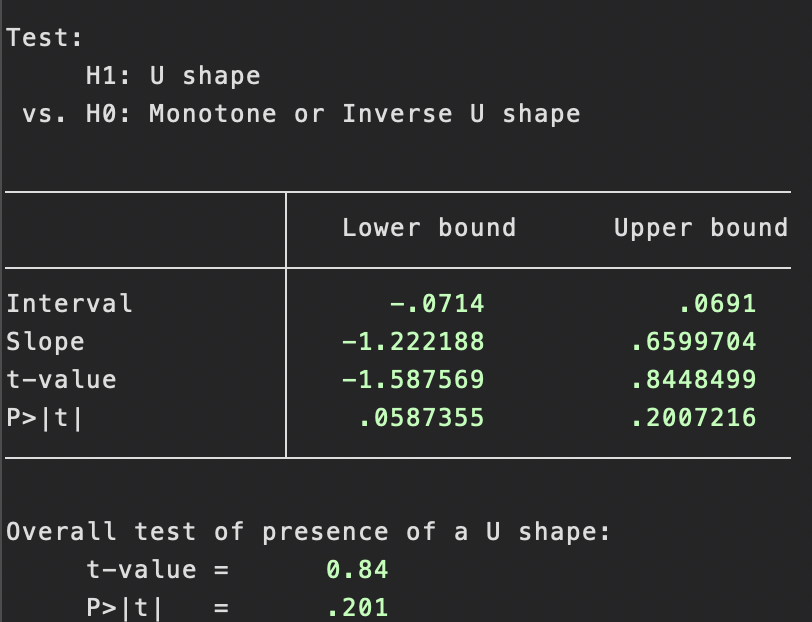 Test:
H1: U shape
vs. H0: Monotone or Inverse U shape
Lower bound Upper bound
Interval -.0714 .0691
Slope -1.222188 .6599704
t-value -1.587569 .8448499
P>|t| .0587355 .2007216
Overall test of presence of a U shape:
t-value = 0.84
P>|t| = .201